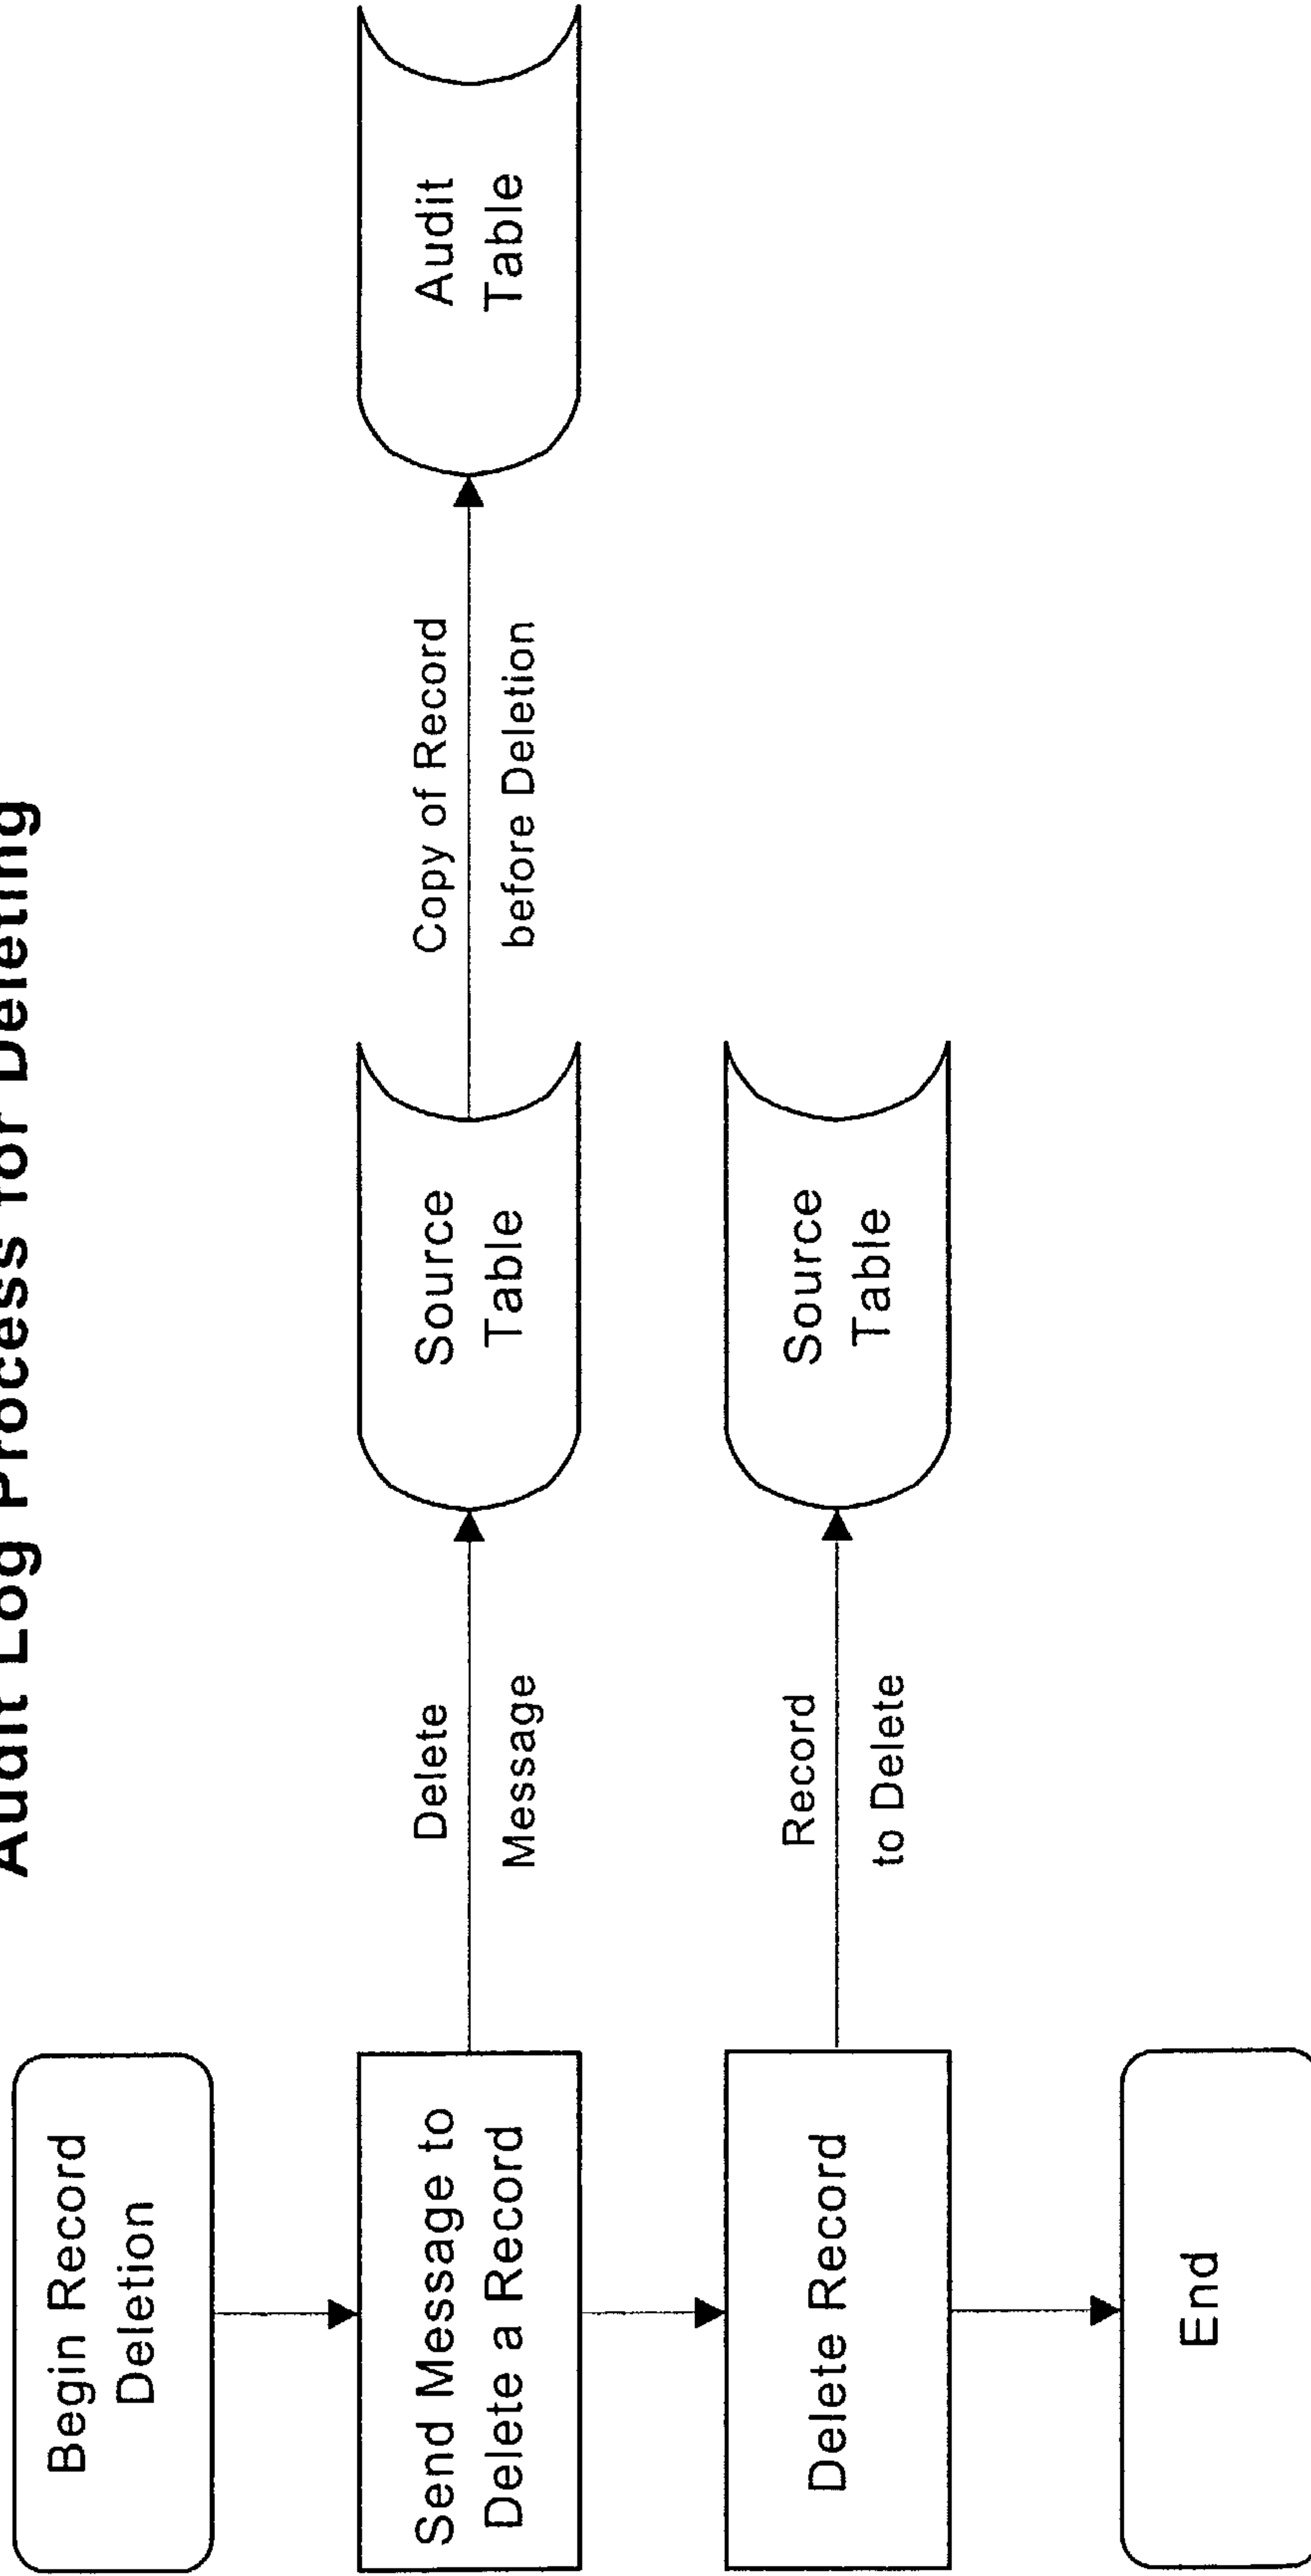 Audit Log Process for Deleting
Begin Record
Deletion
Send Message to
Delete a Record
Delete
Message
Source
Table
Copy of Record
before Deletion
Audit
Table
Delete Record
Record
to Delete
Source
Table
End